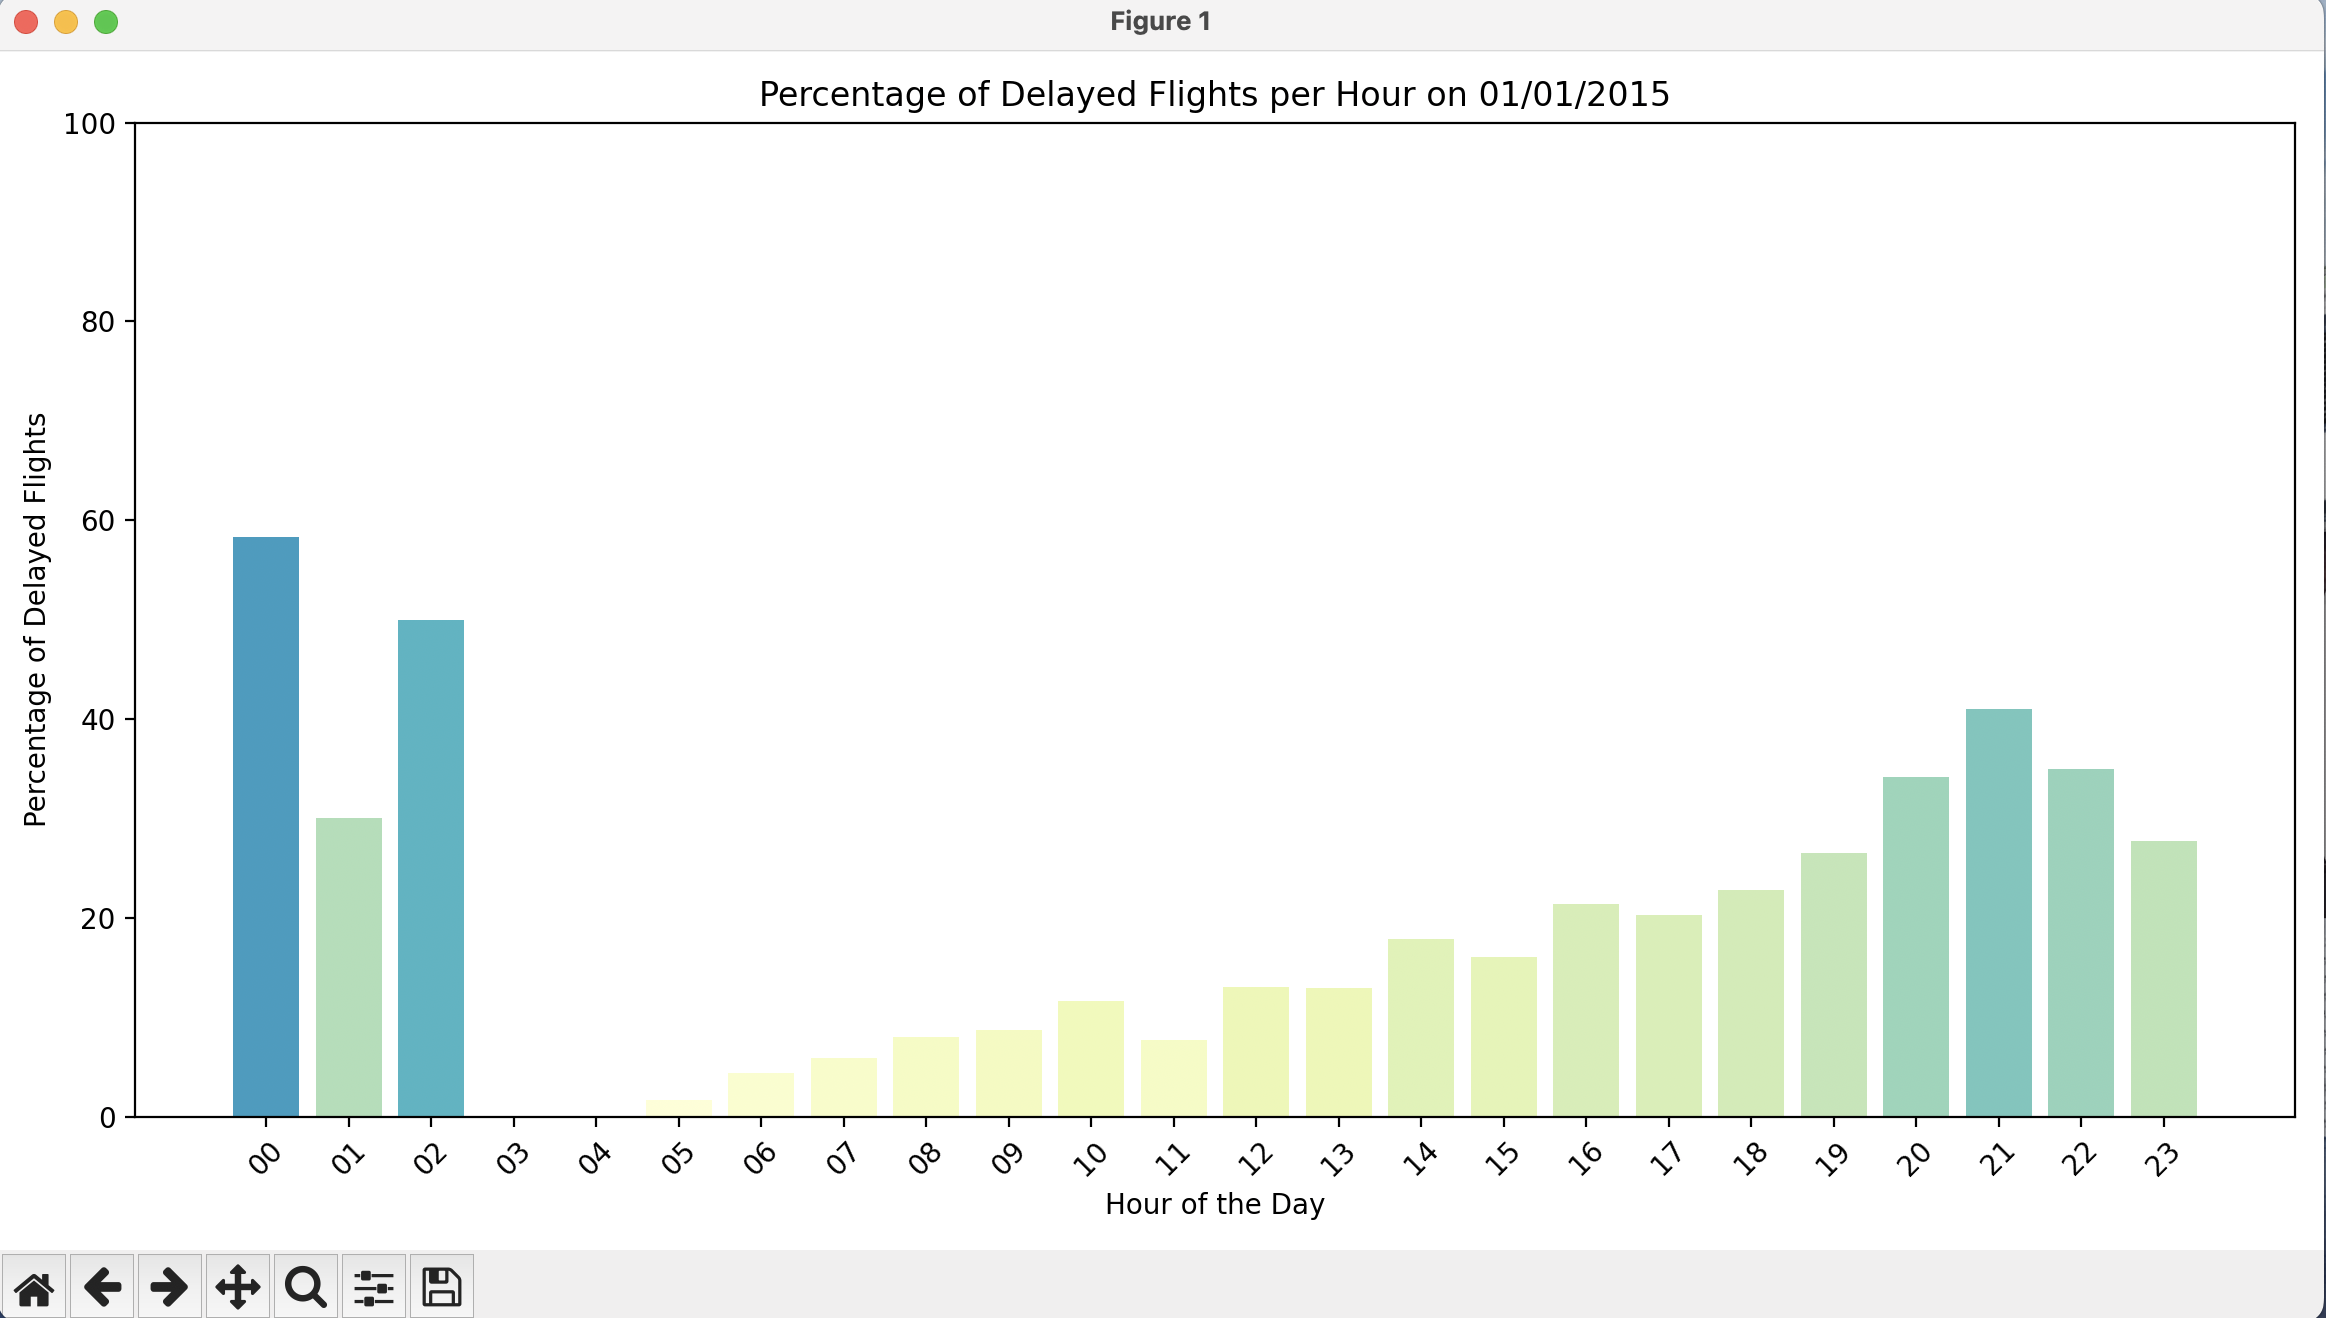 Figure 1
Percentage of Delayed Flights per Hour on 01/01/2015
100
80
60
40
20
0
Percentage of Delayed Flights
00 01 02 03 04 05 06 07 08 09 10 11 12 13 14 15 16 17 18 19 20 21 22 23
Hour of the Day